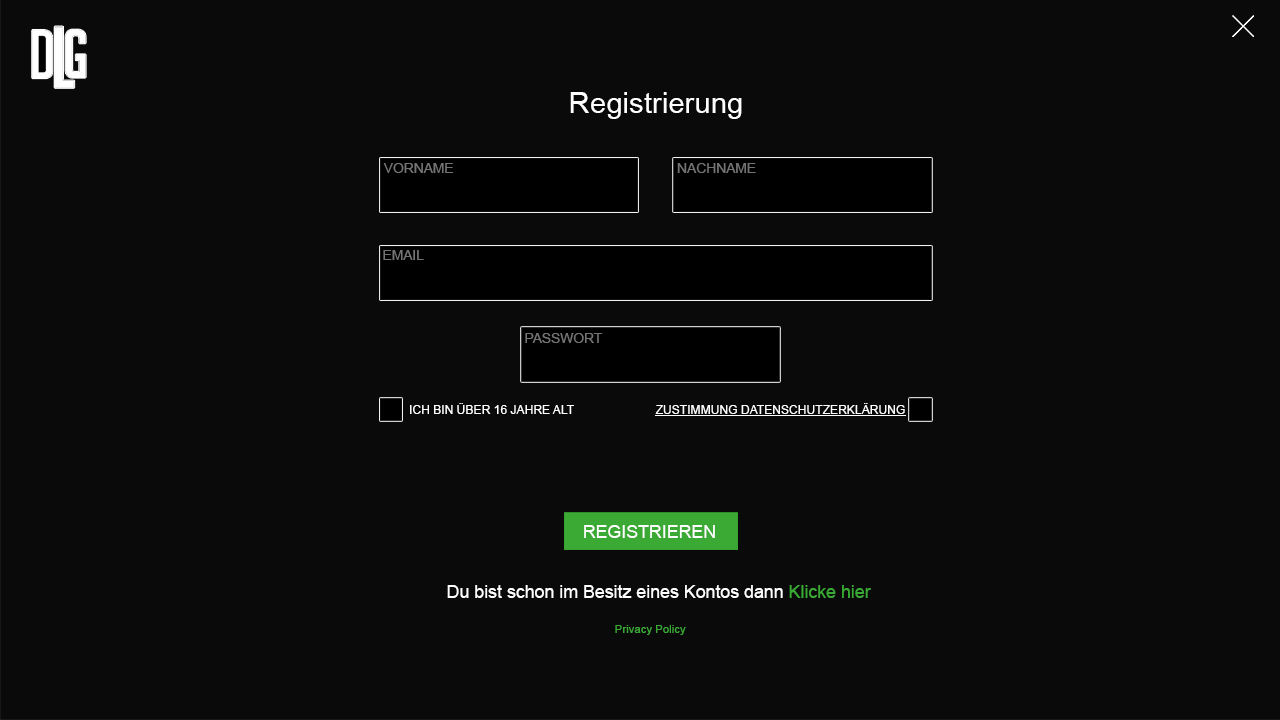 DLG
Registrierung
VORNAME
NACHNAME
EMAIL
PASSWORT
ICH BIN ÜBER 16 JAHRE ALT
ZUSTIMMUNG DATENSCHUTZERKLÄRUNG
REGISTRIEREN
Du bist schon im Besitz eines Kontos dann Klicke hier
Privacy Policy